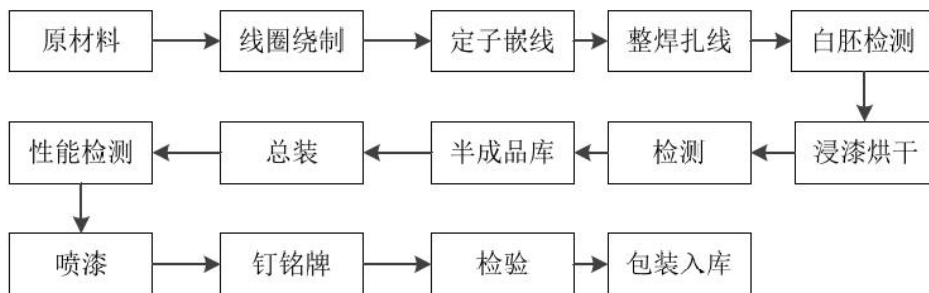 原材料
线圈绕制
定子嵌线
整焊扎线
白胚检测
浸漆烘干
检测
半成品库
总装
性能检测
喷漆
钉铭牌
检验
包装入库